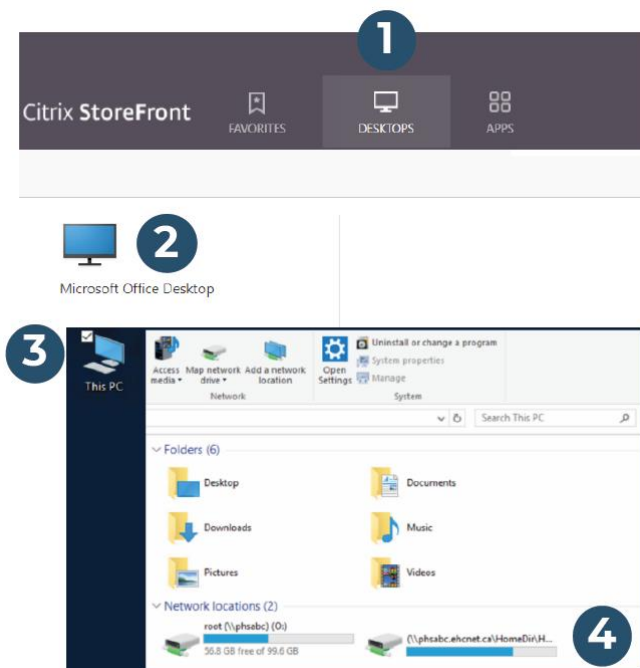 1
Citrix StoreFront
FAVORITES
DESKTOPS
APPS
2
Microsoft Office Desktop
3
This PC
Access media
Map network drive
Add a network location
Network
Open Settings
Uninstall or change a program
System properties
Manage
System
Search This PC
Folders (6)
Desktop
Documents
Downloads
Music
Pictures
Videos
Network locations (2)
root (\\phsabc) (O:)
56.8 GB free of 99.6 GB
(\\phsabc.ehcnet.ca\HomeDir\H...
4